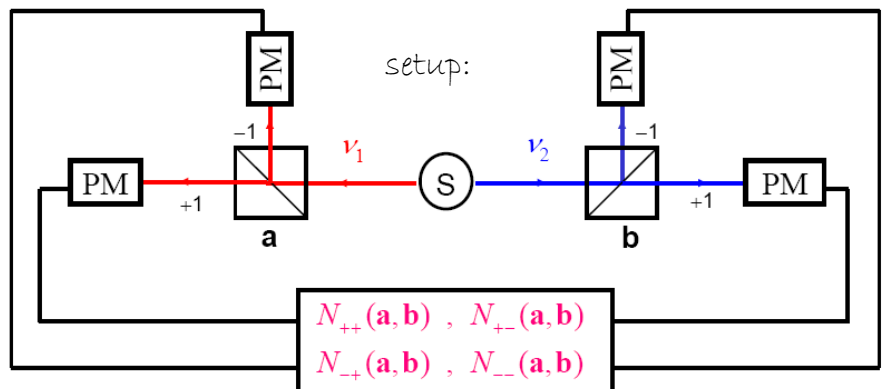 PM
setup:
PM
−1
ν₁
ν₂
−1
PM
+1
S
+1
PM
a
b
N₊₊(a,b) , N₊₋(a,b)
N₋₊(a,b) , N₋₋(a,b)